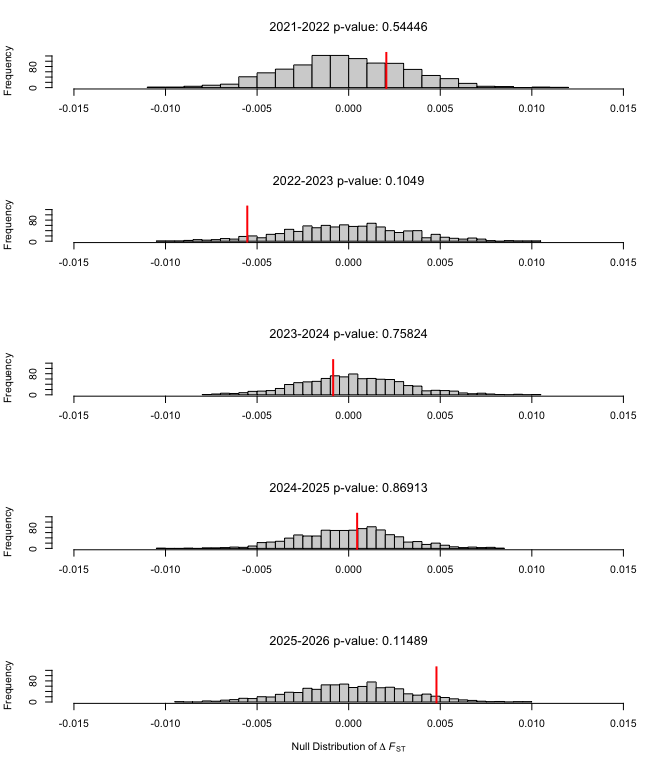 2021-2022 p-value: 0.54446
Frequency
0 80
-0.015 -0.010 -0.005 0.000 0.005 0.010 0.015
2022-2023 p-value: 0.1049
Frequency
0 80
-0.015 -0.010 -0.005 0.000 0.005 0.010 0.015
2023-2024 p-value: 0.75824
Frequency
0 80
-0.015 -0.010 -0.005 0.000 0.005 0.010 0.015
2024-2025 p-value: 0.86913
Frequency
0 80
-0.015 -0.010 -0.005 0.000 0.005 0.010 0.015
2025-2026 p-value: 0.11489
Frequency
0 80
-0.015 -0.010 -0.005 0.000 0.005 0.010 0.015
Null Distribution of Δ FST